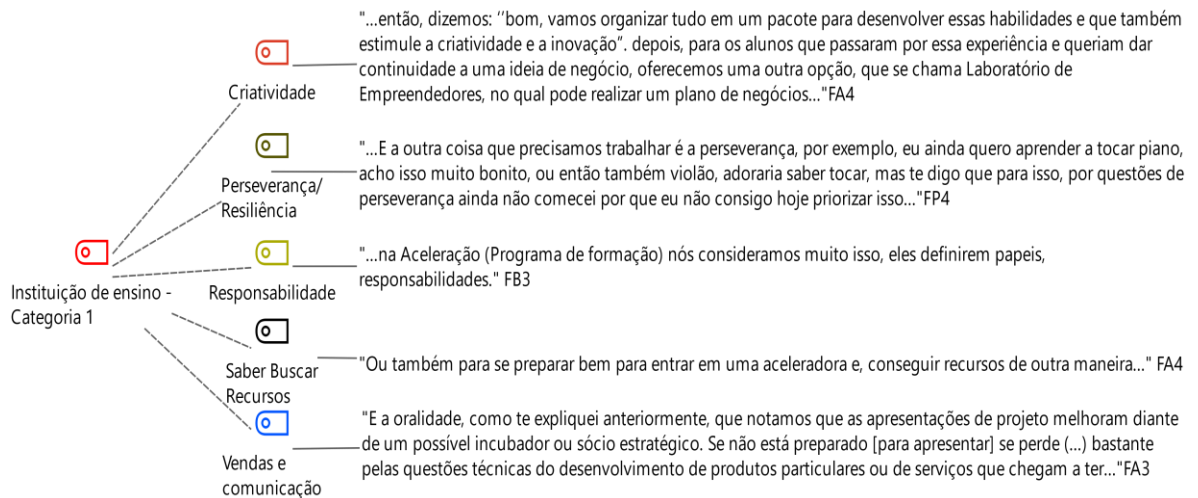 "...então, dizemos: ‘’bom, vamos organizar tudo em um pacote para desenvolver essas habilidades e que também
estimule a criatividade e a inovação”. depois, para os alunos que passaram por essa experiência e queriam dar
continuidade a uma ideia de negócio, oferecemos uma outra opção, que se chama Laboratório de
Empreendedores, no qual pode realizar um plano de negócios..."FA4
Criatividade
"...E a outra coisa que precisamos trabalhar é a perseverança, por exemplo, eu ainda quero aprender a tocar piano,
acho isso muito bonito, ou então também violão, adoraria saber tocar, mas te digo que para isso, por questões de
perseverança ainda não comecei por que eu não consigo hoje priorizar isso..."FP4
Perseverança/
Resiliência
"...na Aceleração (Programa de formação) nós consideramos muito isso, eles definirem papeis,
responsabilidades." FB3
Responsabilidade
Instituição de ensino -
Categoria 1
"Ou também para se preparar bem para entrar em uma aceleradora e, conseguir recursos de outra maneira..." FA4
Saber Buscar
Recursos
"E a oralidade, como te expliquei anteriormente, que notamos que as apresentações de projeto melhoram diante
de um possível incubador ou sócio estratégico. Se não está preparado [para apresentar] se perde (...) bastante
pelas questões técnicas do desenvolvimento de produtos particulares ou de serviços que chegam a ter..."FA3
Vendas e
comunicação